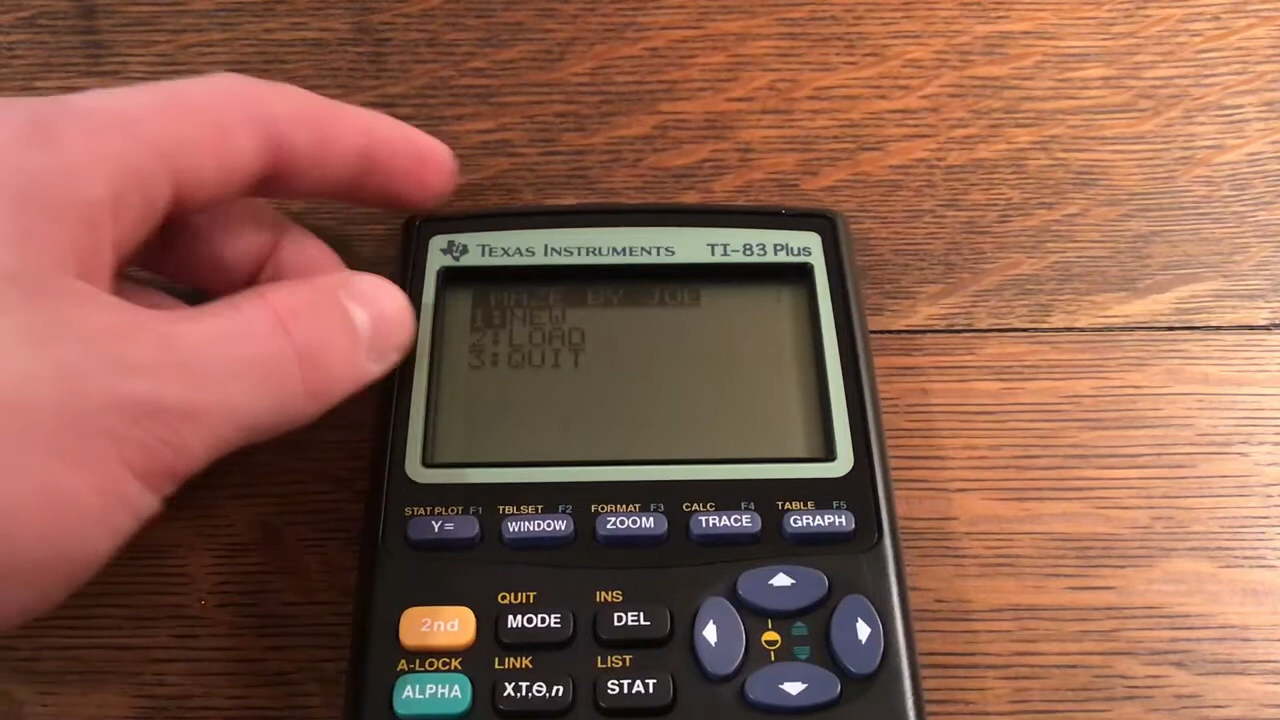 TEXAS INSTRUMENTS TI-83 Plus
MAZE BY JOE
1:NEW
2:LOAD
3:QUIT
STAT PLOT F1 TBLSET F2 FORMAT F3 CALC F4 TABLE F5
Y= WINDOW ZOOM TRACE GRAPH
QUIT INS
2nd MODE DEL
A-LOCK LINK LIST
ALPHA X,T,Θ,n STAT